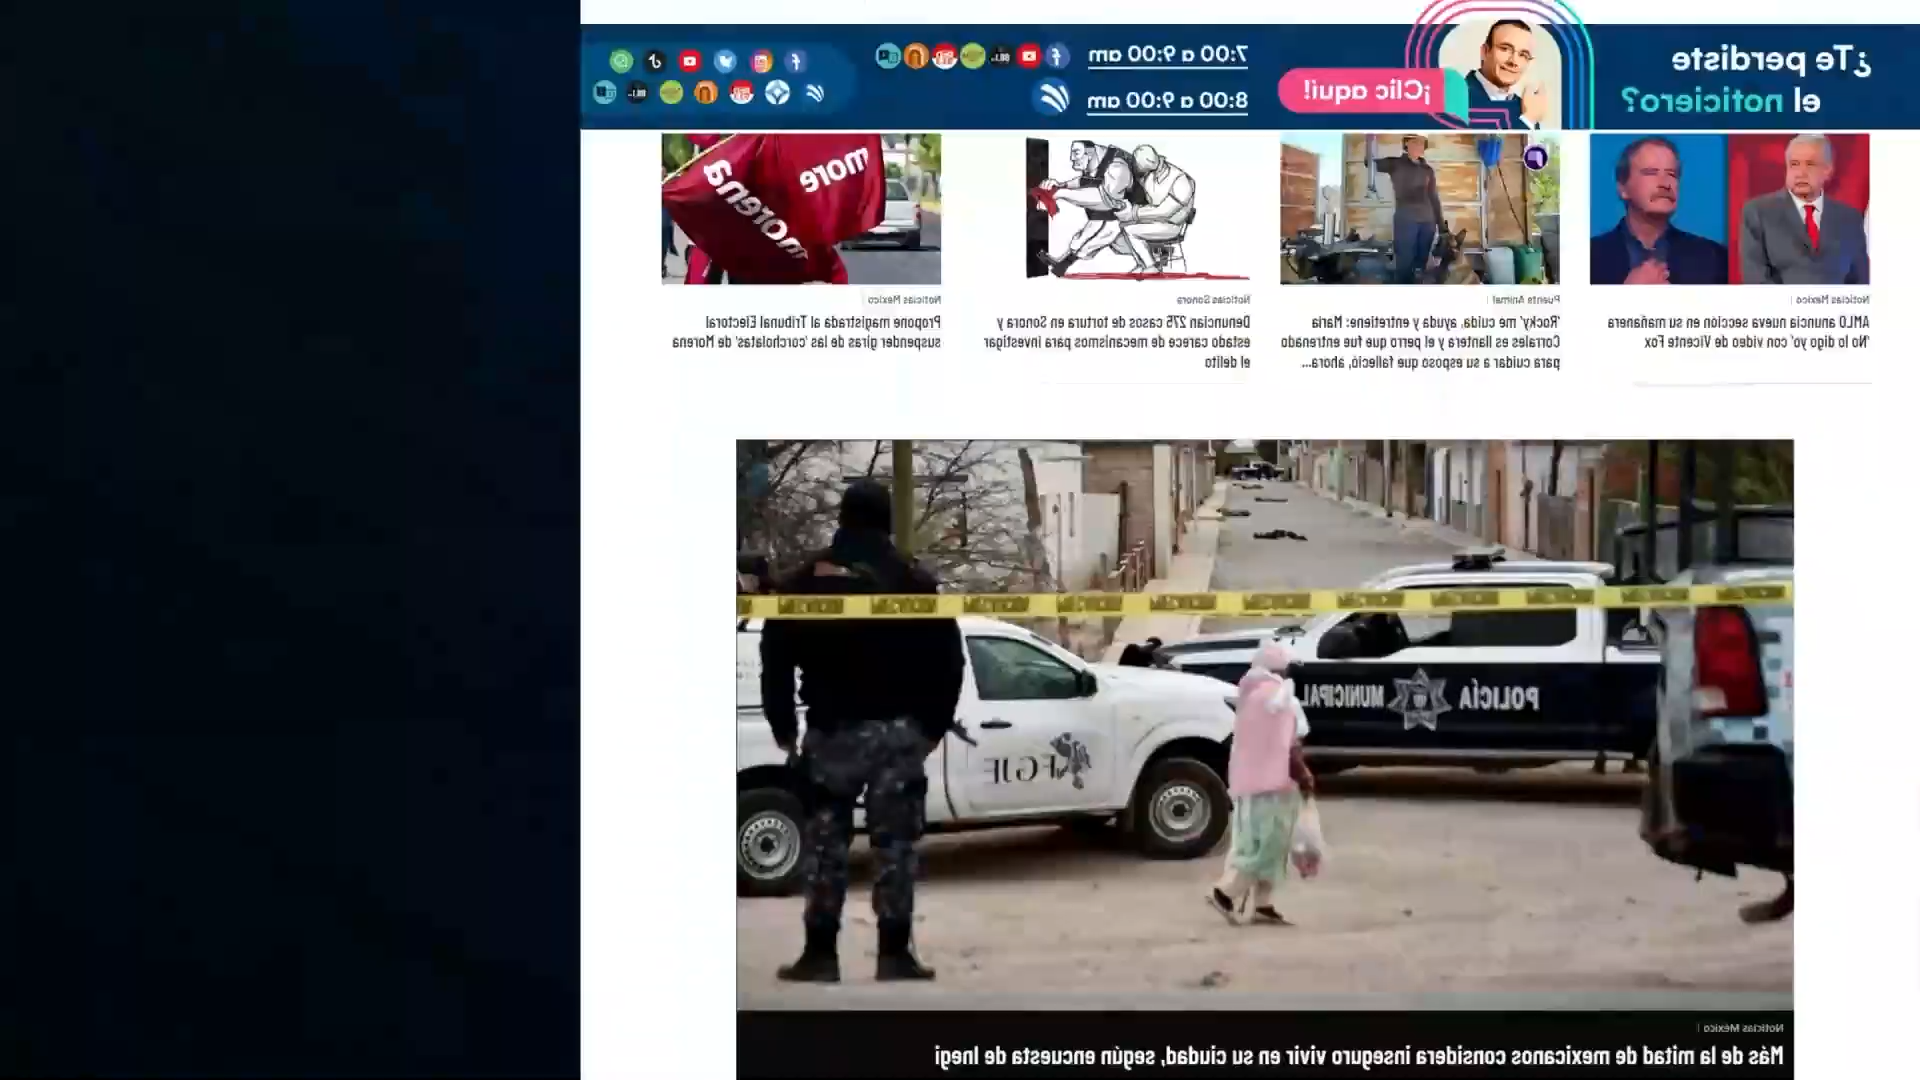 ¿Te perdiste
el noticiero?
¡Clic aquí!
7:00 a 9:00 am
8:00 a 9:00 am
Noticias México
AMLO anuncia nueva sección en su mañanera
'No lo digo yo' con video de Vicente Fox
Puente Animal
'Rocky' me cuida, ayuda y entretiene: María
Corrales es llantera y el perro que fue entrenado
para cuidar a su esposo que falleció, ahora...
Noticias Sonora
Denuncian 275 casos de tortura en Sonora y
estado carece de mecanismos para investigar
el delito
more
morena
Noticias México
Propone magistrada al Tribunal Electoral
suspender giras de las 'corcholatas' de Morena
POLICÍA MUNICIPAL
FGJE
Noticias México
Más de la mitad de mexicanos considera inseguro vivir en su ciudad, según encuesta de Inegi